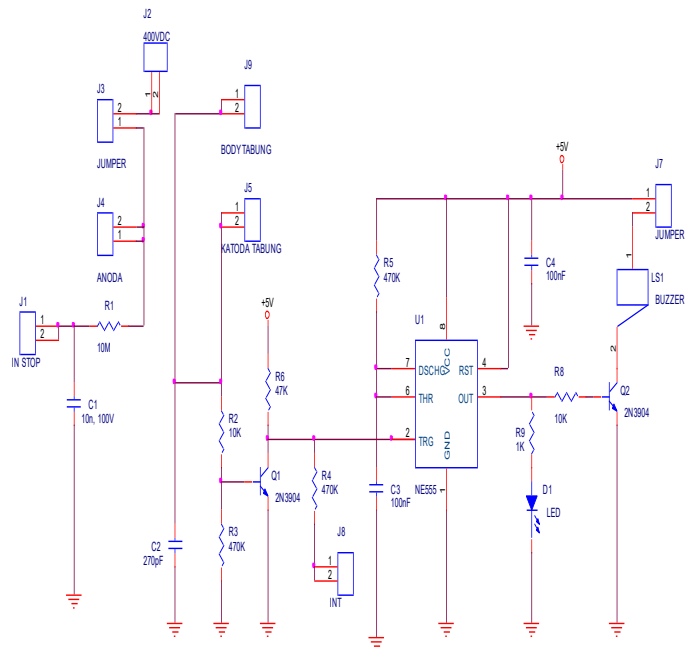 J2
400VDC
1 2
J3
2
1
JUMPER
J9
1
2
BODY TABUNG
J4
2
1
ANODA
J5
1
2
KATODA TABUNG
J1
1
2
IN STOP
R1
10M
C1
10n, 100V
+5V
R6
47K
R2
10K
Q1
2N3904
R3
470K
C2
270pF
R4
470K
J8
1
2
INT
+5V
R5
470K
C4
100nF
J7
1
2
JUMPER
1
LS1
BUZZER
2
U1
8
7 DSCHG VCC RST 4
6 THR OUT 3
2 TRG GND
1
NE555
C3
100nF
R8
10K
Q2
2N3904
R9
1K
D1
LED